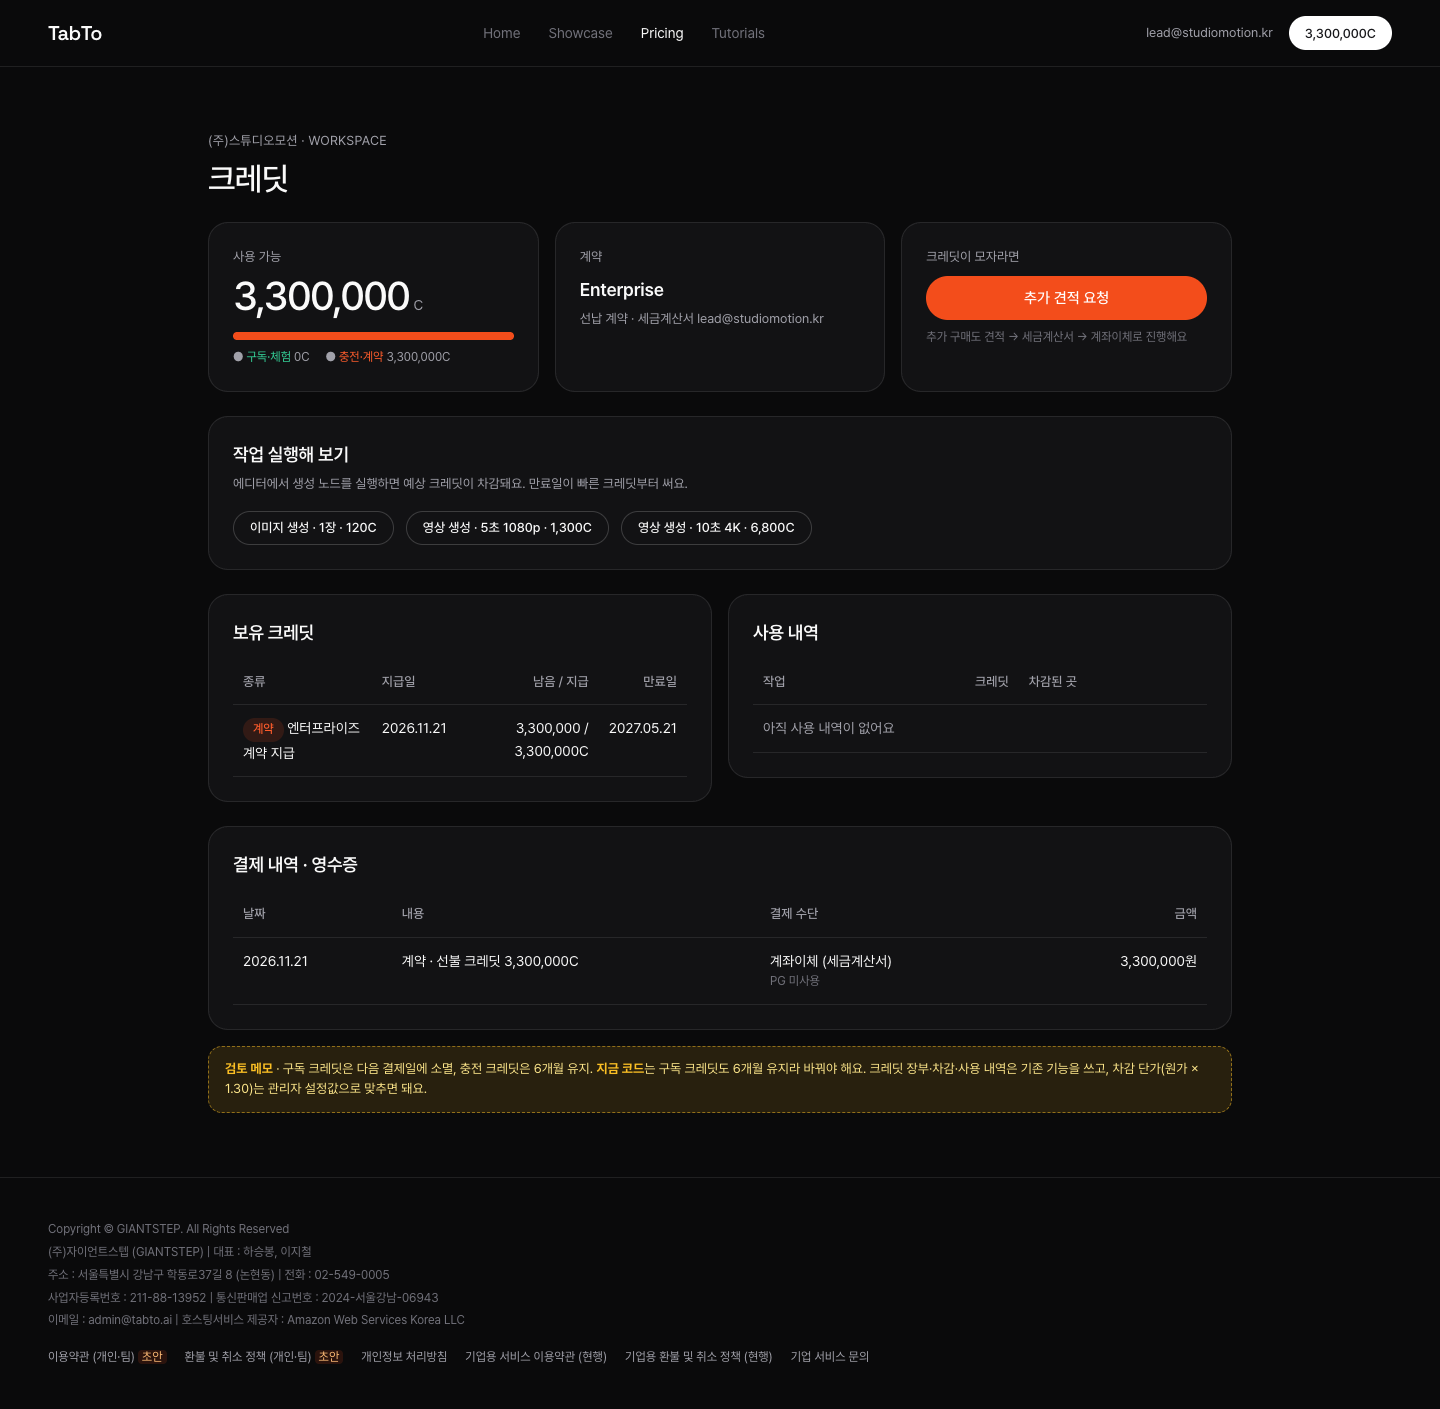 TabTo
Home Showcase Pricing Tutorials
lead@studiomotion.kr 3,300,000C
(주)스튜디오모션 · WORKSPACE
크레딧
사용 가능
3,300,000 C
● 구독·체험 0C ● 충전·계약 3,300,000C
계약
Enterprise
선납 계약 · 세금계산서 lead@studiomotion.kr
크레딧이 모자라면
추가 견적 요청
추가 구매도 견적 → 세금계산서 → 계좌이체로 진행해요
작업 실행해 보기
에디터에서 생성 노드를 실행하면 예상 크레딧이 차감돼요. 만료일이 빠른 크레딧부터 써요.
이미지 생성 · 1장 · 120C
영상 생성 · 5초 1080p · 1,300C
영상 생성 · 10초 4K · 6,800C
보유 크레딧
종류 지급일 남음 / 지급 만료일
계약 엔터프라이즈 2026.11.21 3,300,000 / 2027.05.21
계약 지급 3,300,000C
사용 내역
작업 크레딧 차감된 곳
아직 사용 내역이 없어요
결제 내역 · 영수증
날짜 내용 결제 수단 금액
2026.11.21 계약 · 선불 크레딧 3,300,000C 계좌이체 (세금계산서) 3,300,000원
PG 미사용
검토 메모 · 구독 크레딧은 다음 결제일에 소멸, 충전 크레딧은 6개월 유지. 지금 코드는 구독 크레딧도 6개월 유지라 바꿔야 해요. 크레딧 장부·차감·사용 내역은 기존 기능을 쓰고, 차감 단가(원가 ×
1.30)는 관리자 설정값으로 맞추면 돼요.
Copyright © GIANTSTEP. All Rights Reserved
(주)자이언트스텝 (GIANTSTEP) | 대표 : 하승봉, 이지철
주소 : 서울특별시 강남구 학동로37길 8 (논현동) | 전화 : 02-549-0005
사업자등록번호 : 211-88-13952 | 통신판매업 신고번호 : 2024-서울강남-06943
이메일 : admin@tabto.ai | 호스팅서비스 제공자 : Amazon Web Services Korea LLC
이용약관 (개인·팀) 초안 환불 및 취소 정책 (개인·팀) 초안 개인정보 처리방침 기업용 서비스 이용약관 (현행) 기업용 환불 및 취소 정책 (현행) 기업 서비스 문의